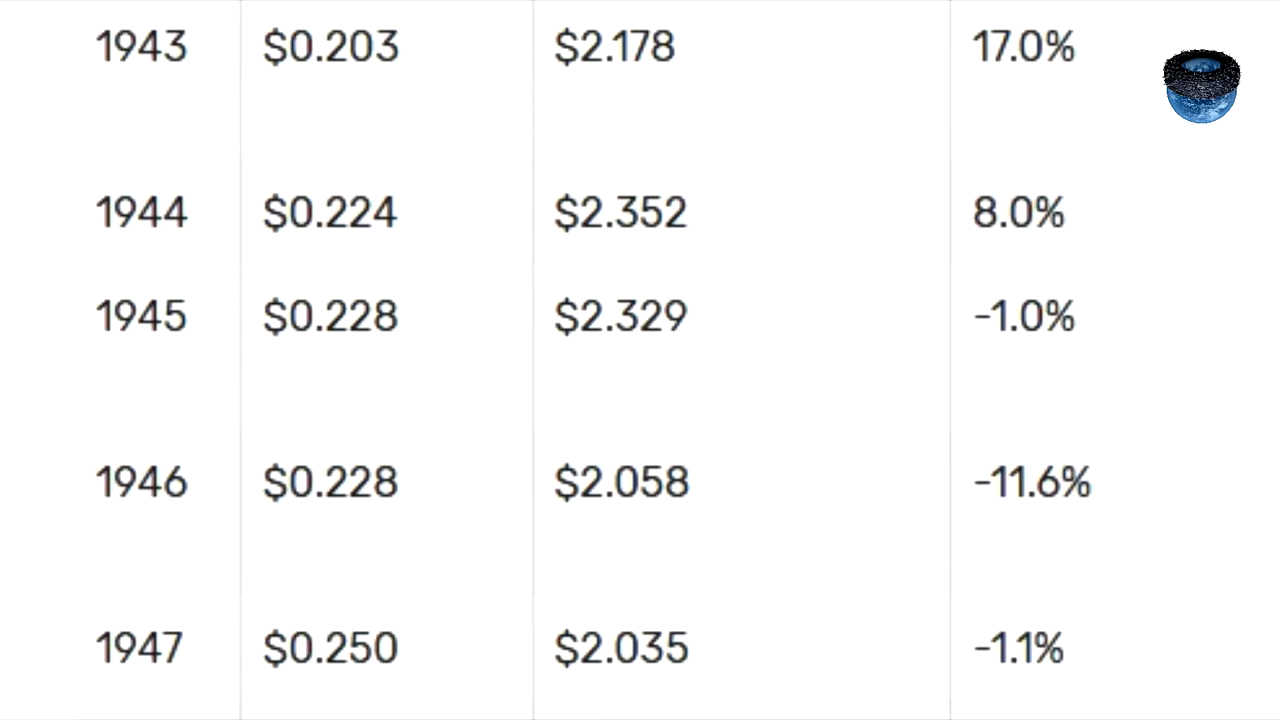 1943 $0.203 $2.178 17.0%
1944 $0.224 $2.352 8.0%
1945 $0.228 $2.329 -1.0%
1946 $0.228 $2.058 -11.6%
1947 $0.250 $2.035 -1.1%